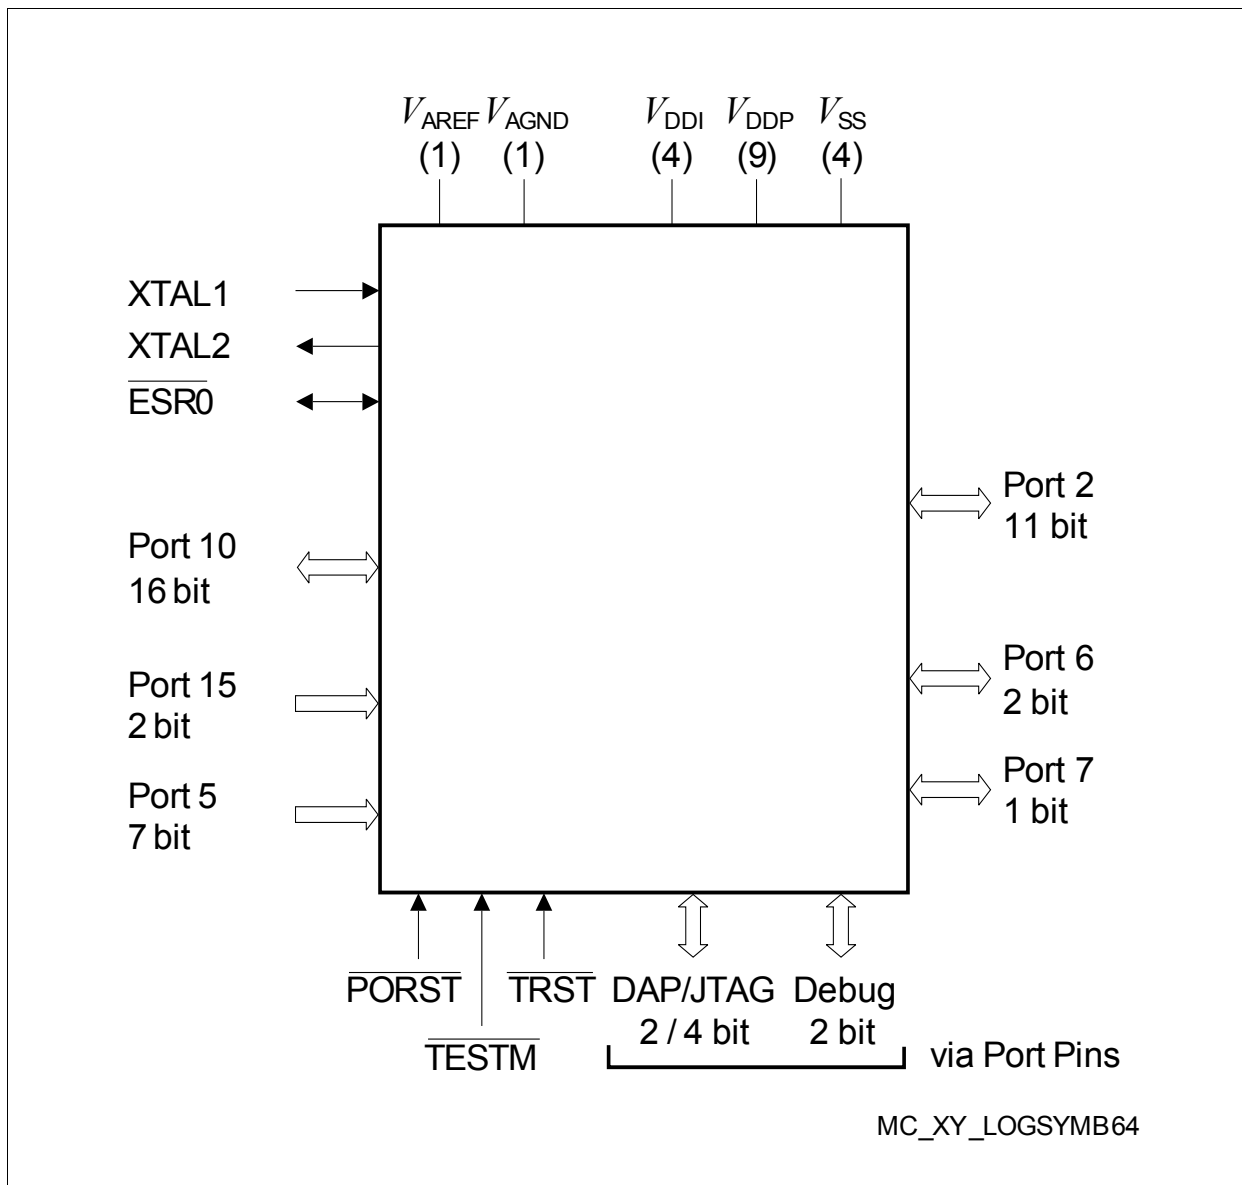 VAREF VAGND VDDI VDDP VSS
(1) (1) (4) (9) (4)
XTAL1
XTAL2
ESR0
Port 10
16 bit
Port 15
2 bit
Port 5
7 bit
Port 2
11 bit
Port 6
2 bit
Port 7
1 bit
PORST TRST DAP/JTAG Debug
2 / 4 bit 2 bit
TESTM via Port Pins
MC_XY_LOGSYMB64